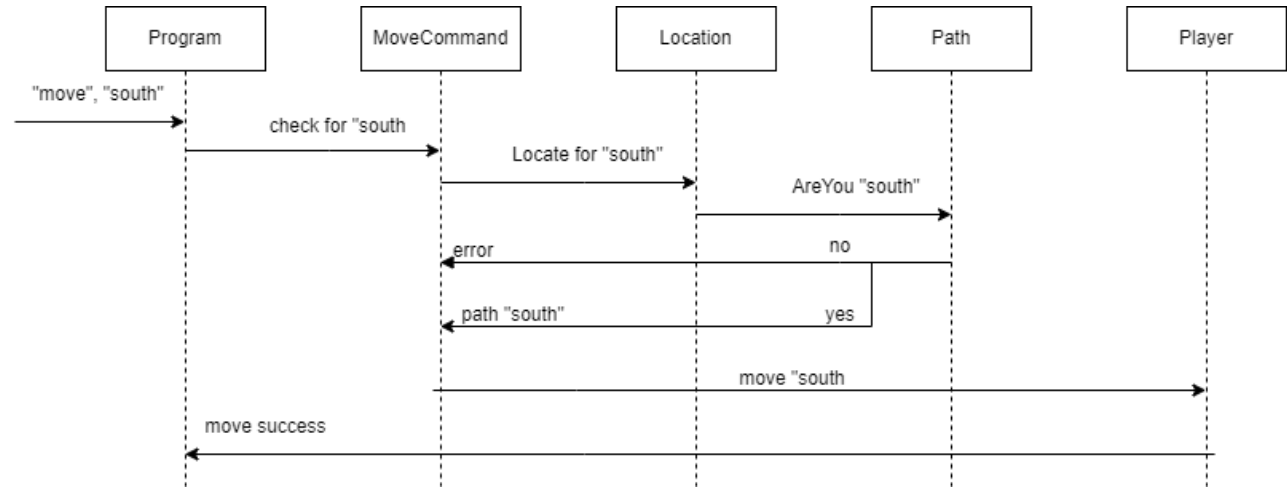 Program
MoveCommand
Location
Path
Player
"move", "south"
check for "south
Locate for "south"
AreYou "south"
error
no
path "south"
yes
move "south
move success